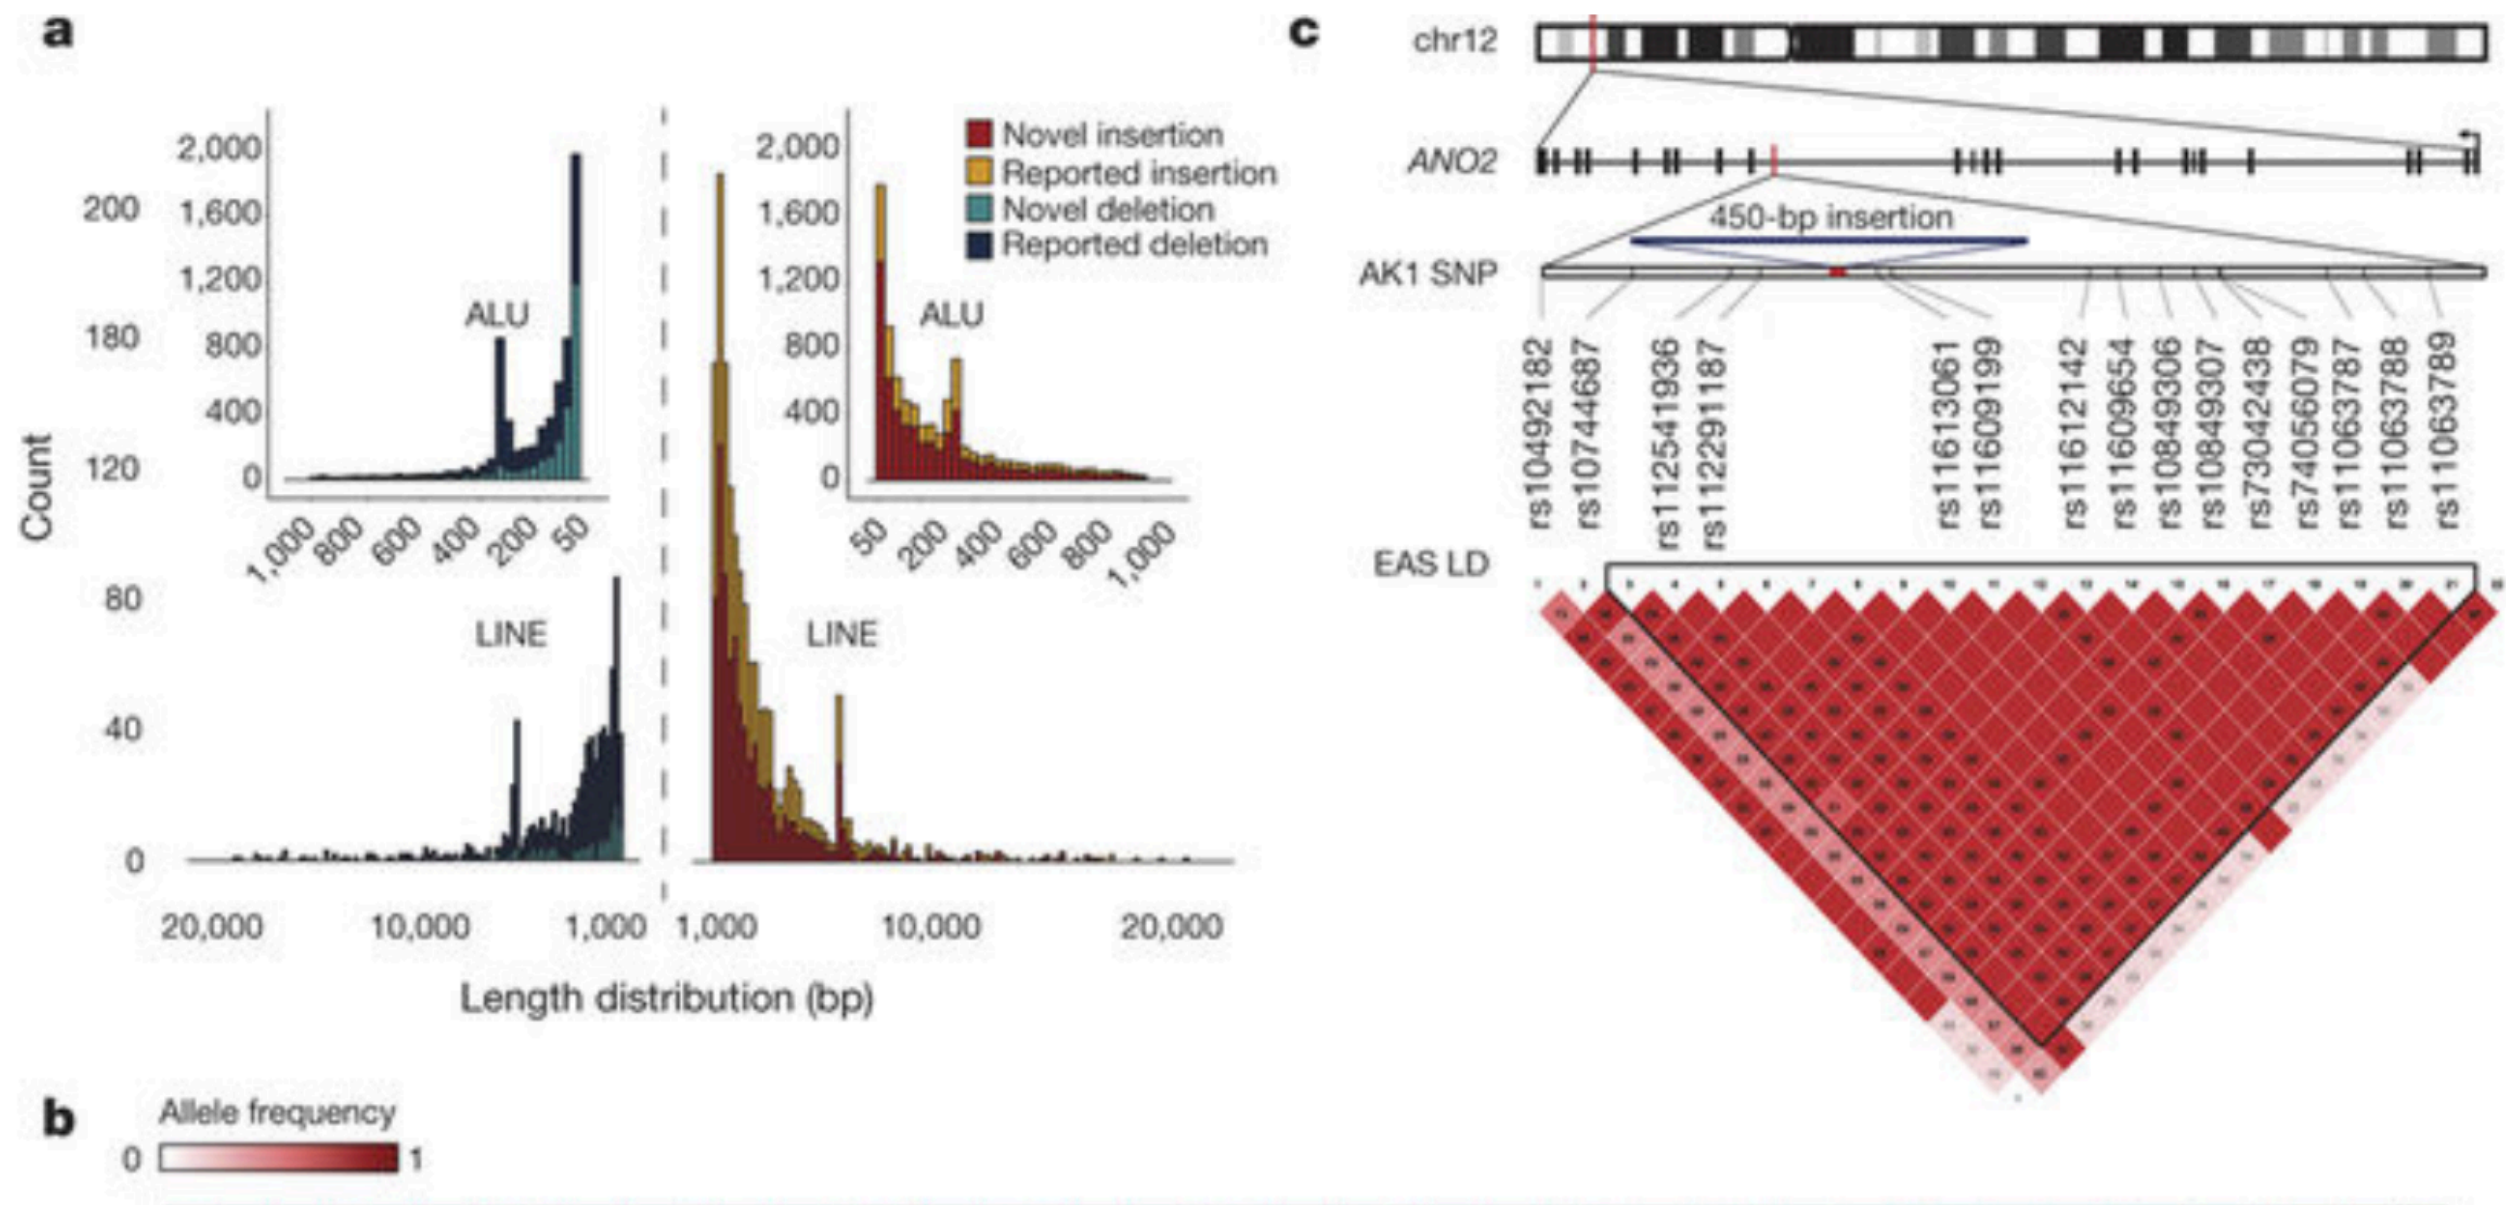 a
Count
200
180
120
80
40
0
2,000
1,600
1,200
800
400
0
ALU
1,000
800
600
400
200
50
LINE
20,000
10,000
1,000
2,000
1,600
1,200
800
400
0
ALU
50
200
400
600
800
1,000
Novel insertion
Reported insertion
Novel deletion
Reported deletion
LINE
1,000
10,000
20,000
Length distribution (bp)
b
Allele frequency
0
1
c
chr12
ANO2
450-bp insertion
AK1 SNP
rs10492182
rs10744687
rs112541936
rs112291187
rs11613061
rs11609199
rs11612142
rs11609654
rs10849306
rs10849307
rs73042438
rs74056079
rs11063787
rs11063788
rs11063789
EAS LD